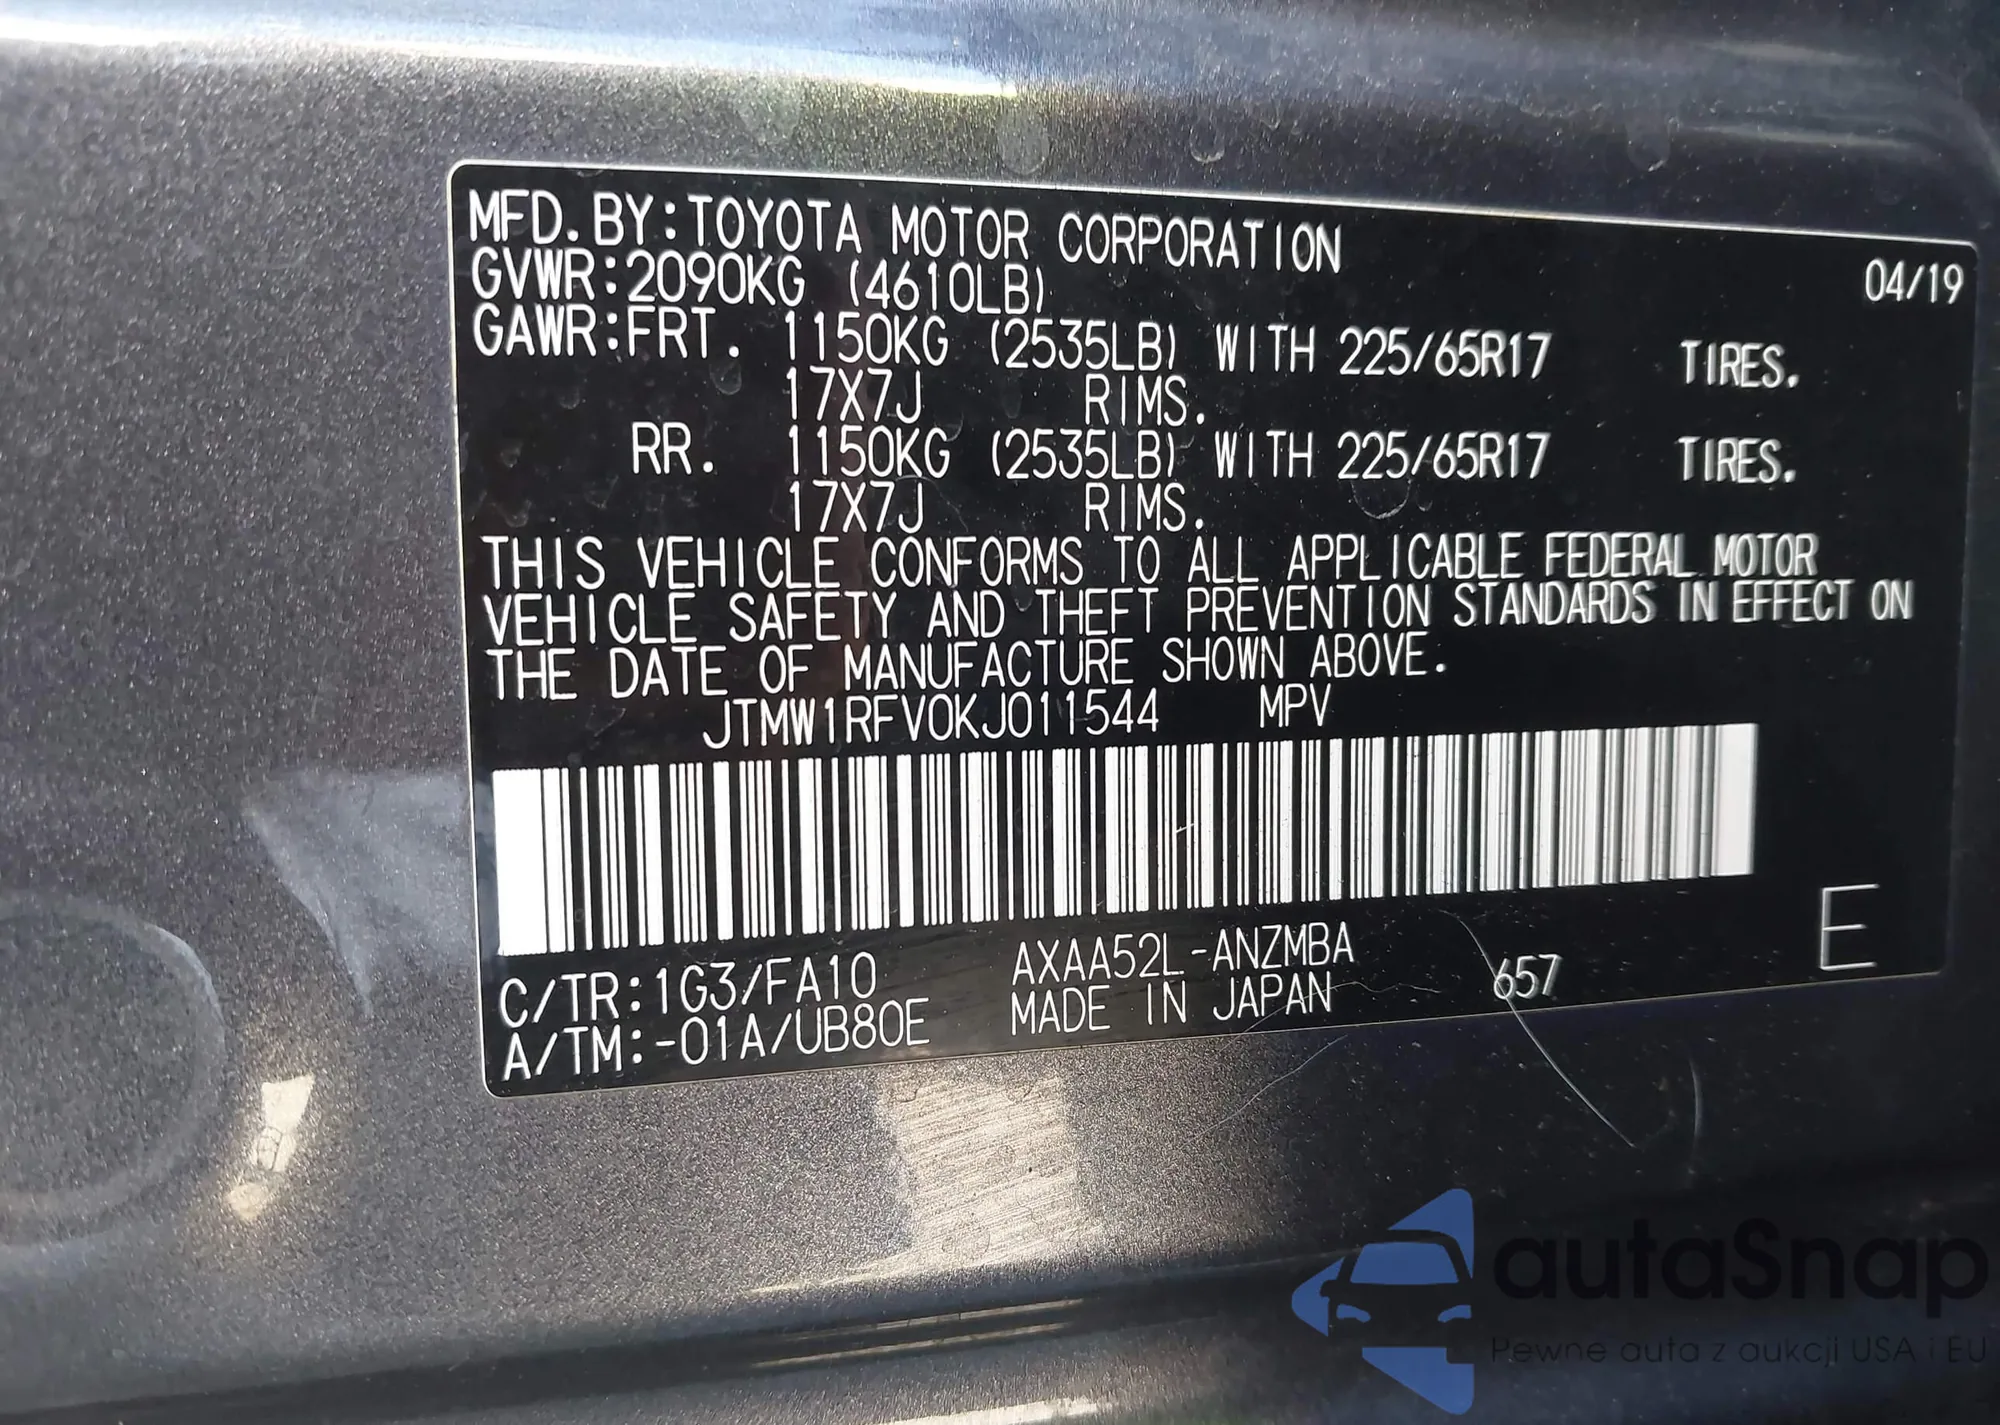 MFD.BY:TOYOTA MOTOR CORPORATION 04/19
GVWR:2090KG (4610LB)
GAWR:FRT. 1150KG (2535LB) WITH 225/65R17 TIRES.
17X7J RIMS.
RR. 1150KG (2535LB) WITH 225/65R17 TIRES.
17X7J RIMS.
THIS VEHICLE CONFORMS TO ALL APPLICABLE FEDERAL MOTOR
VEHICLE SAFETY AND THEFT PREVENTION STANDARDS IN EFFECT ON
THE DATE OF MANUFACTURE SHOWN ABOVE.
JTMW1RFV0KJ011544 MPV
C/TR:1G3/FA10 AXAA52L-ANZMBA 657 E
A/TM:-01A/UB80E MADE IN JAPAN
autaSnap
Pewne auta z aukcji USA i EU